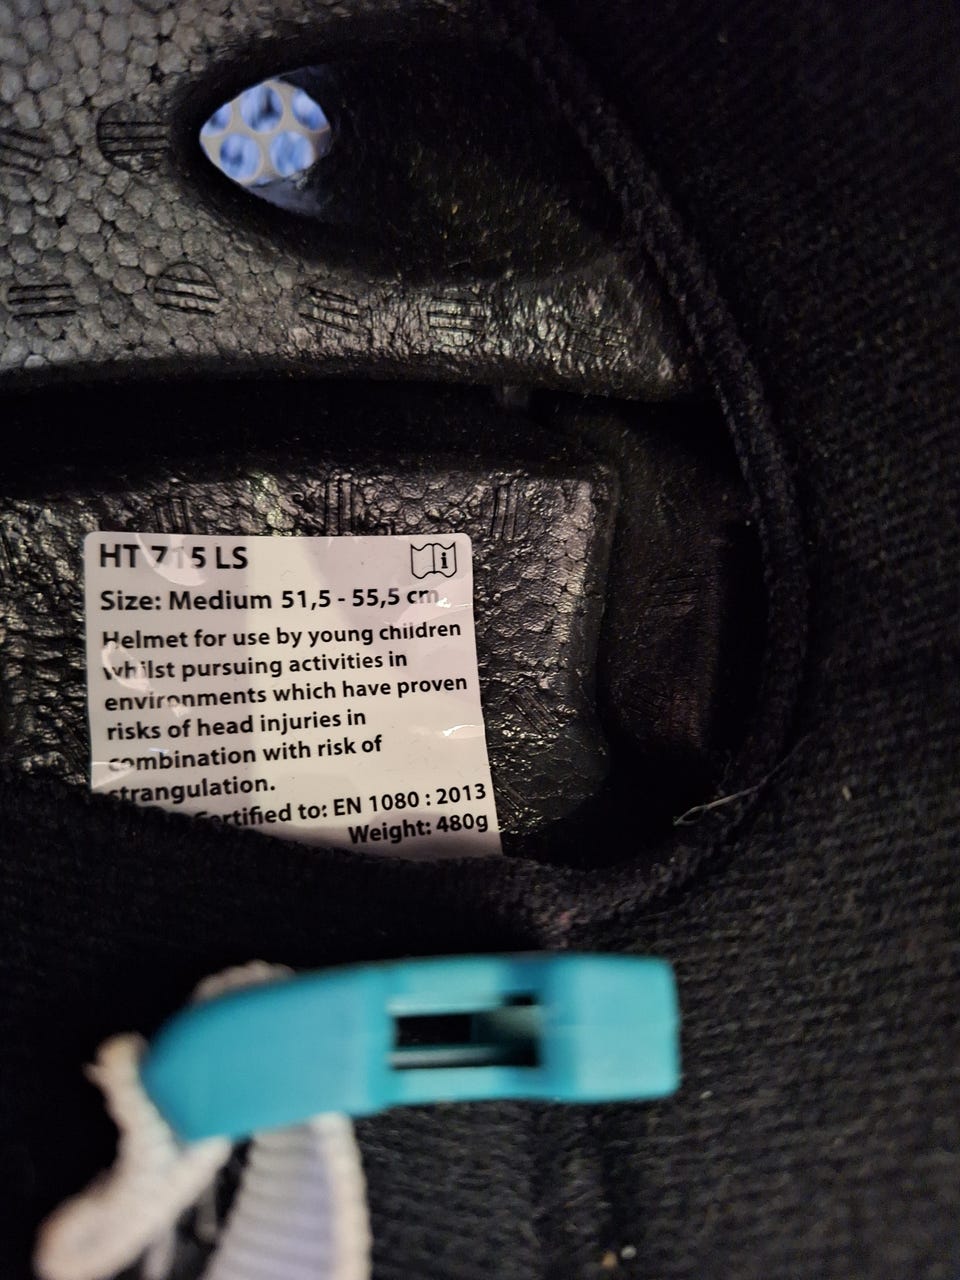 HT 715 LS
Size: Medium 51,5 - 55,5 cm
Helmet for use by young children
whilst pursuing activities in
environments which have proven
risks of head injuries in
combination with risk of
strangulation.
Certified to: EN 1080 : 2013
Weight: 480g